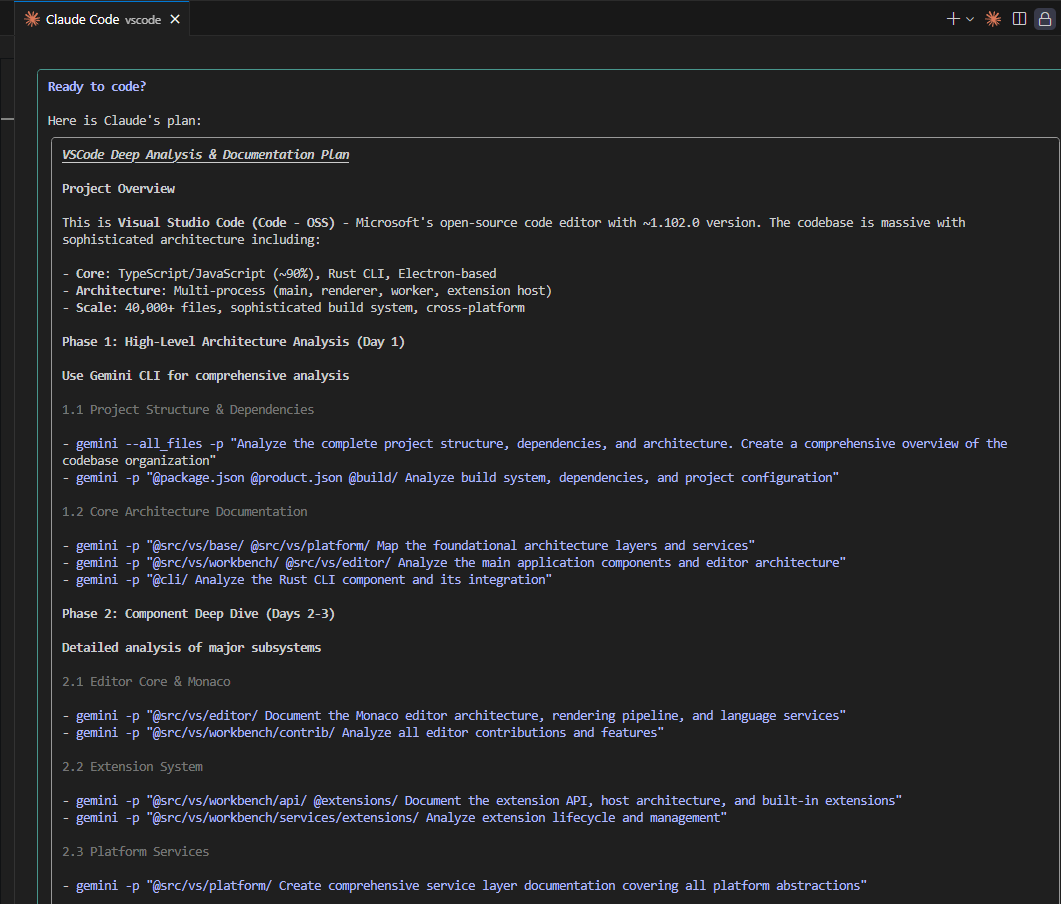 Claude Code vscode
Ready to code?
Here is Claude's plan:
VSCode Deep Analysis & Documentation Plan
Project Overview
This is Visual Studio Code (Code - OSS) - Microsoft's open-source code editor with ~1.102.0 version. The codebase is massive with
sophisticated architecture including:
- Core: TypeScript/JavaScript (~90%), Rust CLI, Electron-based
- Architecture: Multi-process (main, renderer, worker, extension host)
- Scale: 40,000+ files, sophisticated build system, cross-platform
Phase 1: High-Level Architecture Analysis (Day 1)
Use Gemini CLI for comprehensive analysis
1.1 Project Structure & Dependencies
- gemini --all_files -p "Analyze the complete project structure, dependencies, and architecture. Create a comprehensive overview of the
codebase organization"
- gemini -p "@package.json @product.json @build/ Analyze build system, dependencies, and project configuration"
1.2 Core Architecture Documentation
- gemini -p "@src/vs/base/ @src/vs/platform/ Map the foundational architecture layers and services"
- gemini -p "@src/vs/workbench/ @src/vs/editor/ Analyze the main application components and editor architecture"
- gemini -p "@cli/ Analyze the Rust CLI component and its integration"
Phase 2: Component Deep Dive (Days 2-3)
Detailed analysis of major subsystems
2.1 Editor Core & Monaco
- gemini -p "@src/vs/editor/ Document the Monaco editor architecture, rendering pipeline, and language services"
- gemini -p "@src/vs/workbench/contrib/ Analyze all editor contributions and features"
2.2 Extension System
- gemini -p "@src/vs/workbench/api/ @extensions/ Document the extension API, host architecture, and built-in extensions"
- gemini -p "@src/vs/workbench/services/extensions/ Analyze extension lifecycle and management"
2.3 Platform Services
- gemini -p "@src/vs/platform/ Create comprehensive service layer documentation covering all platform abstractions"